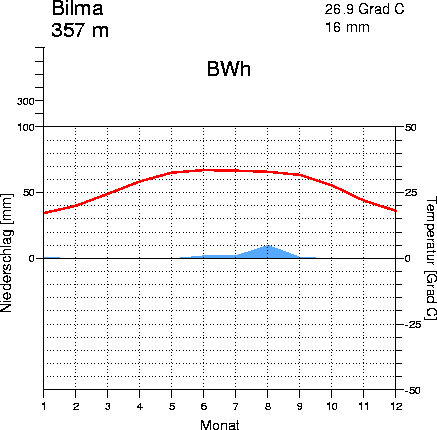 Bilma
357 m
26.9 Grad C
16 mm
BWh
300
100
50
0
Niederschlag [mm]
50
25
0
-25
-50
Temperatur [Grad C]
1 2 3 4 5 6 7 8 9 10 11 12
Monat